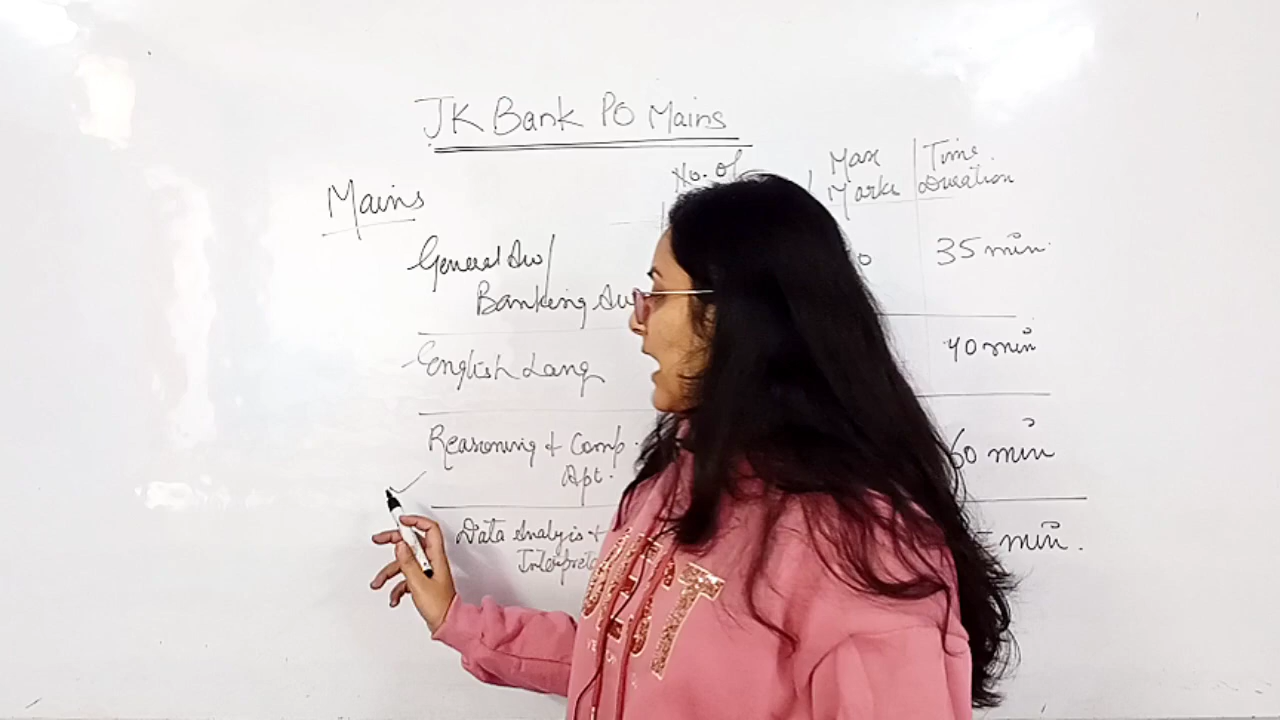 JK Bank PO Mains
No. of
Max
Marks
Time
Duration
Mains
General Aw/
Banking Aw
35 min
English Lang
40 min
Reasoning & Comp.
Apt.
60 min
Data Analysis &
Interpreta
min.